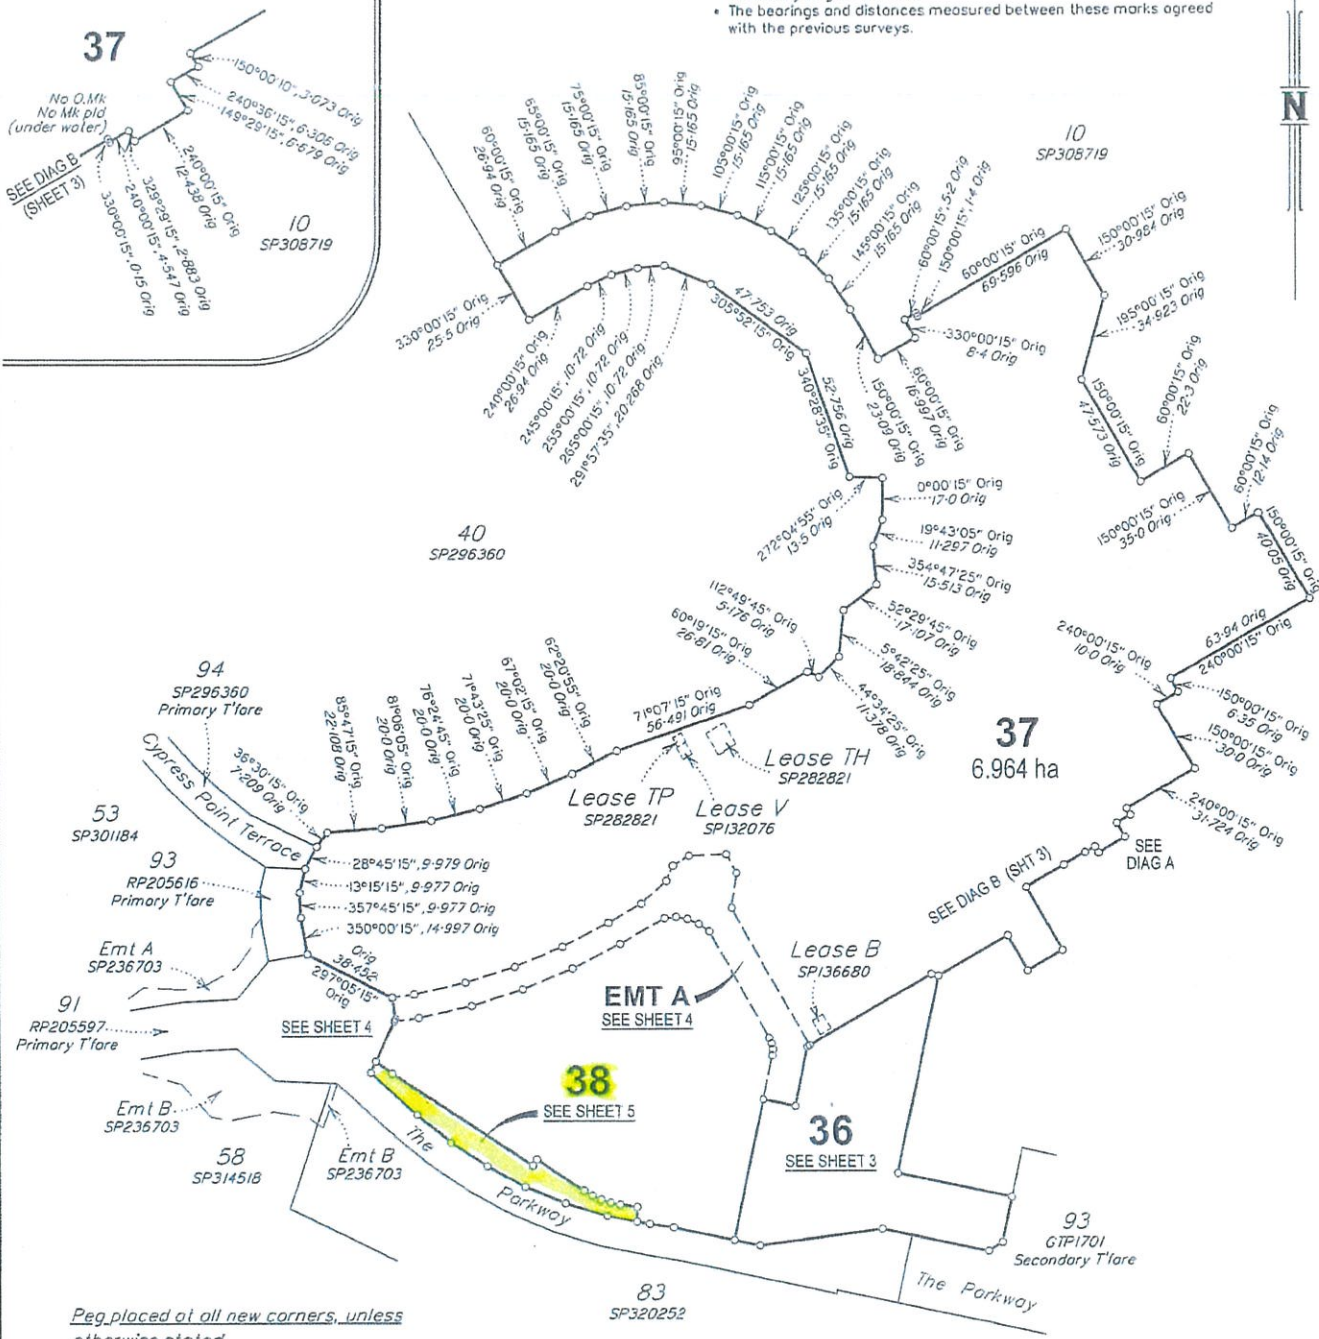 • The bearings and distances measured between these marks agreed
with the previous surveys.
N
37
No O.Mk
No Mk pld
(under water)
SEE DIAG B
(SHEET 3)
150°00'10", 3·073 Orig
240°36'15", 6·306 Orig
149°29'15", 6·679 Orig
240°00'15" Orig
12·438 Orig
329°29'15", 2·883 Orig
240°00'15", 4·547 Orig
330°00'15", 0·15 Orig
10
SP308719
10
SP308719
60°00'15" Orig
26·94 Orig
65°00'15" Orig
15·165 Orig
75°00'15" Orig
15·165 Orig
85°00'15" Orig
15·165 Orig
95°00'15" Orig
15·165 Orig
105°00'15" Orig
15·165 Orig
115°00'15" Orig
15·165 Orig
125°00'15" Orig
15·165 Orig
135°00'15" Orig
15·165 Orig
145°00'15" Orig
15·165 Orig
60°00'15", 5·2 Orig
150°00'15", 1·4 Orig
60°00'15" Orig
69·596 Orig
150°00'15" Orig
30·984 Orig
195°00'15" Orig
34·923 Orig
330°00'15" Orig
8·4 Orig
60°00'15" Orig
16·997 Orig
150°00'15" Orig
23·09 Orig
330°00'15" Orig
25·5 Orig
240°00'15" Orig
26·94 Orig
245°00'15", 10·72 Orig
255°00'15", 10·72 Orig
265°00'15", 10·72 Orig
291°57'35", 20·268 Orig
47·753 Orig
305°52'15" Orig
52·756 Orig
340°28'35" Orig
150°00'15" Orig
47·573 Orig
60°00'15" Orig
22·3 Orig
60°00'15" Orig
12·14 Orig
150°00'15" Orig
35·0 Orig
150°00'15" Orig
40·05 Orig
40
SP296360
272°04'55" Orig
13·5 Orig
0°00'15" Orig
17·0 Orig
19°43'05" Orig
11·297 Orig
354°47'25" Orig
15·513 Orig
52°29'45" Orig
17·107 Orig
5°42'25" Orig
18·844 Orig
44°34'25" Orig
11·378 Orig
112°49'45" Orig
5·176 Orig
60°19'15" Orig
26·81 Orig
71°07'15" Orig
56·491 Orig
63·94 Orig
240°00'15" Orig
240°00'15" Orig
10·0 Orig
150°00'15" Orig
6·35 Orig
150°00'15" Orig
30·0 Orig
240°00'15" Orig
31·724 Orig
94
SP296360
Primary T'fare
85°47'15" Orig
22·108 Orig
81°06'05" Orig
20·0 Orig
76°24'45" Orig
20·0 Orig
71°43'25" Orig
20·0 Orig
67°02'15" Orig
20·0 Orig
62°20'55" Orig
20·0 Orig
36°30'15" Orig
7·209 Orig
Cypress Point Terrace
37
6.964 ha
Lease TH
SP282821
Lease TP
SP282821
Lease V
SP132076
53
SP301184
93
RP205616
Primary T'fare
28°45'15", 9·979 Orig
13°15'15", 9·977 Orig
357°45'15", 9·977 Orig
350°00'15", 14·997 Orig
SEE
DIAG A
SEE DIAG B (SHT 3)
Emt A
SP236703
Orig
38·452
297°05'15"
Orig
Lease B
SP136680
EMT A
SEE SHEET 4
91
RP205597
Primary T'fare
SEE SHEET 4
38
SEE SHEET 5
Emt B
SP236703
36
SEE SHEET 3
58
SP314518
Emt B
SP236703
The
Parkway
93
GTP1701
Secondary T'fare
The Parkway
83
SP320252
Peg placed at all new corners, unless
otherwise stated